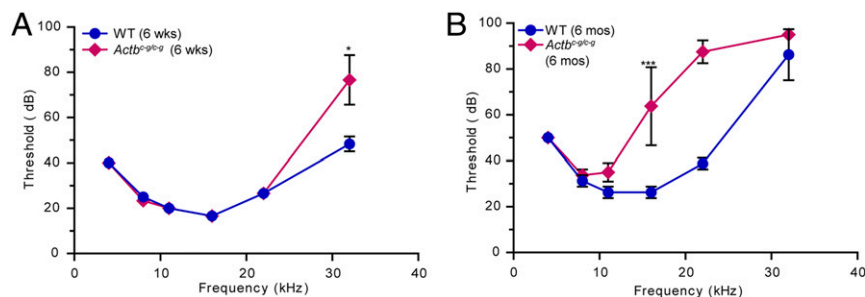 A
WT (6 wks)
Actb^c-g/c-g (6 wks)
*
Threshold ( dB)
100
80
60
40
20
0
0
10
20
30
40
Frequency (kHz)
B
WT (6 mos)
Actb^c-g/c-g
(6 mos)
***
Threshold ( dB)
100
80
60
40
20
0
0
10
20
30
40
Frequency (kHz)